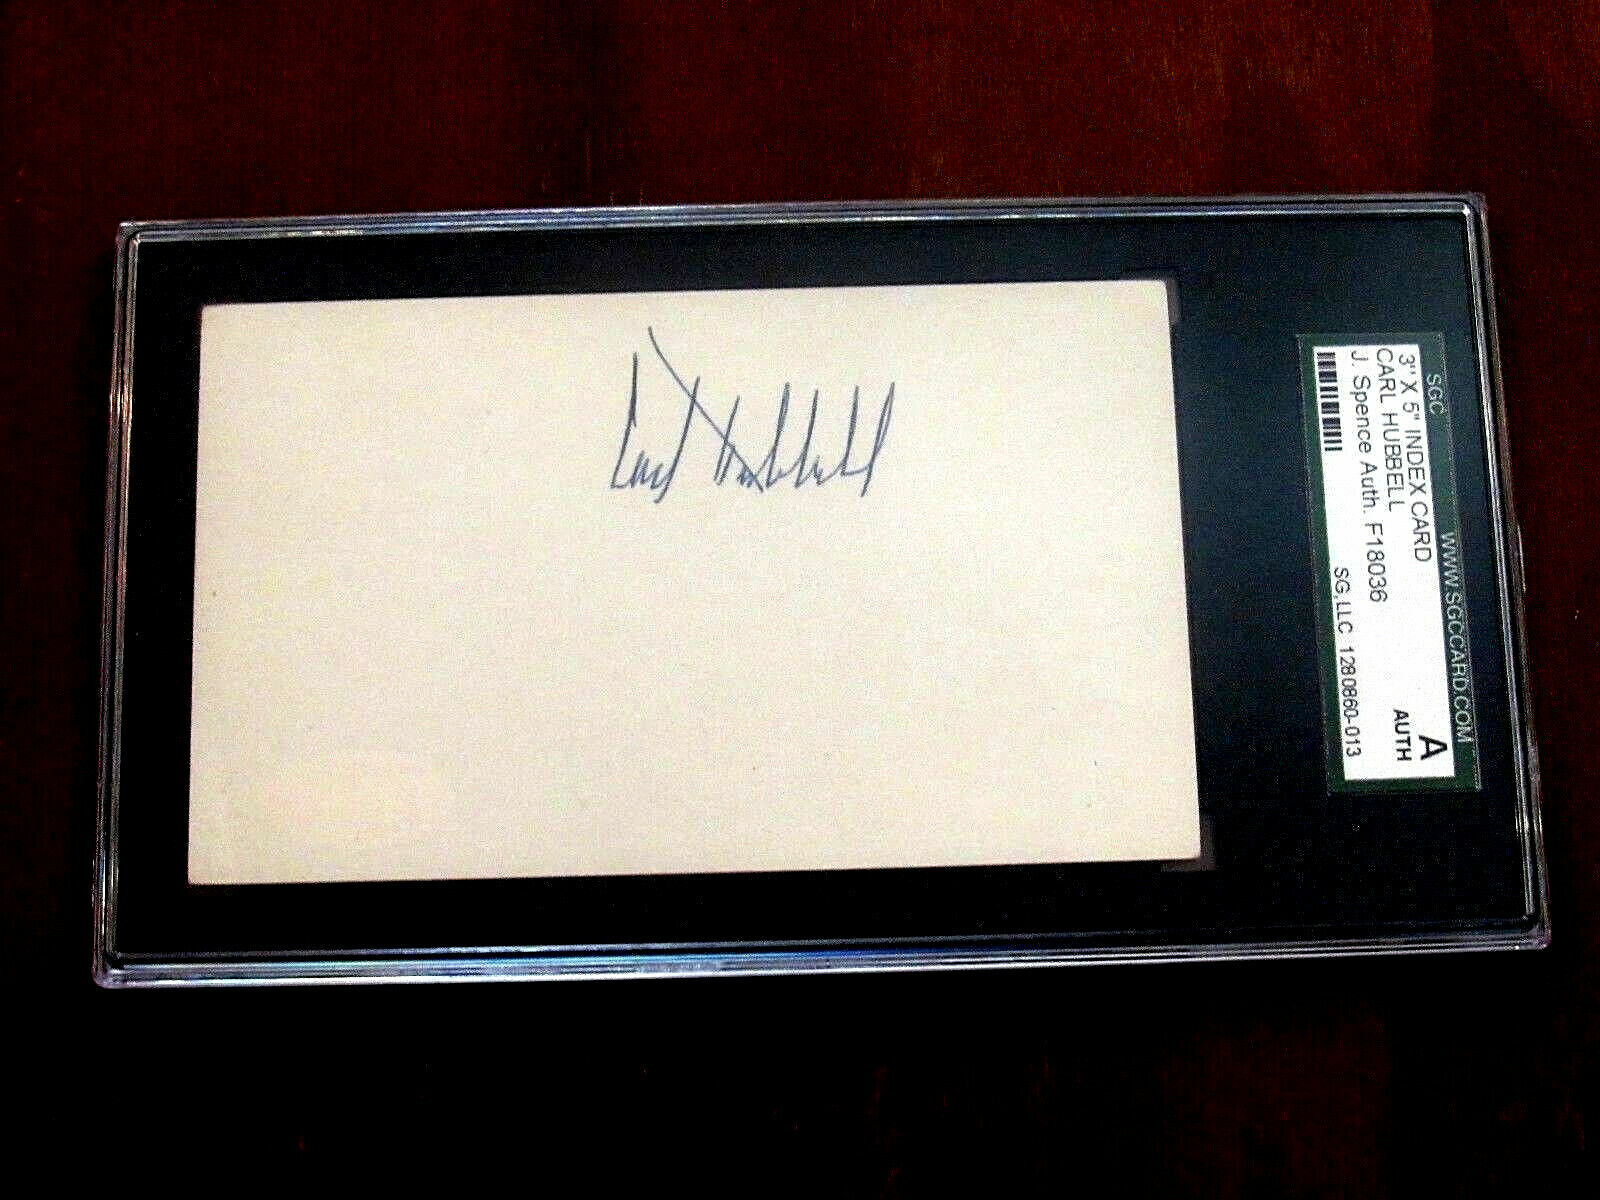 Carl Hubbell
SGC WWW.SGCCARD.COM
3" X 5" INDEX CARD A
CARL HUBBELL AUTH
J. Spence Auth. F18036
SG, LLC 1280860-013